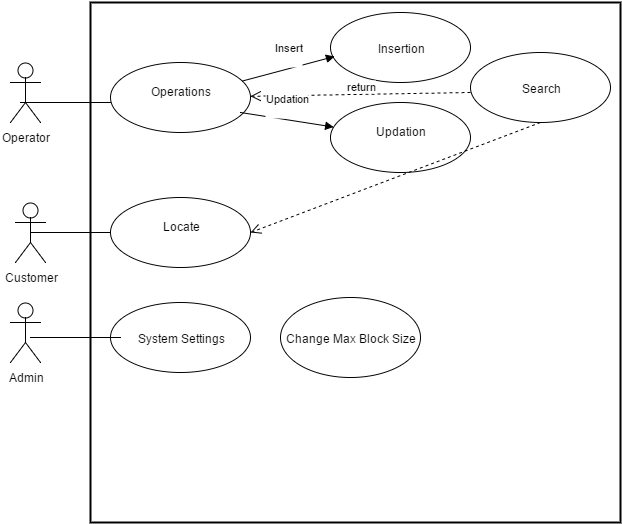 Insert
Insertion
Operations
return
Search
Updation
Updation
Operator
Locate
Customer
System Settings
Change Max Block Size
Admin